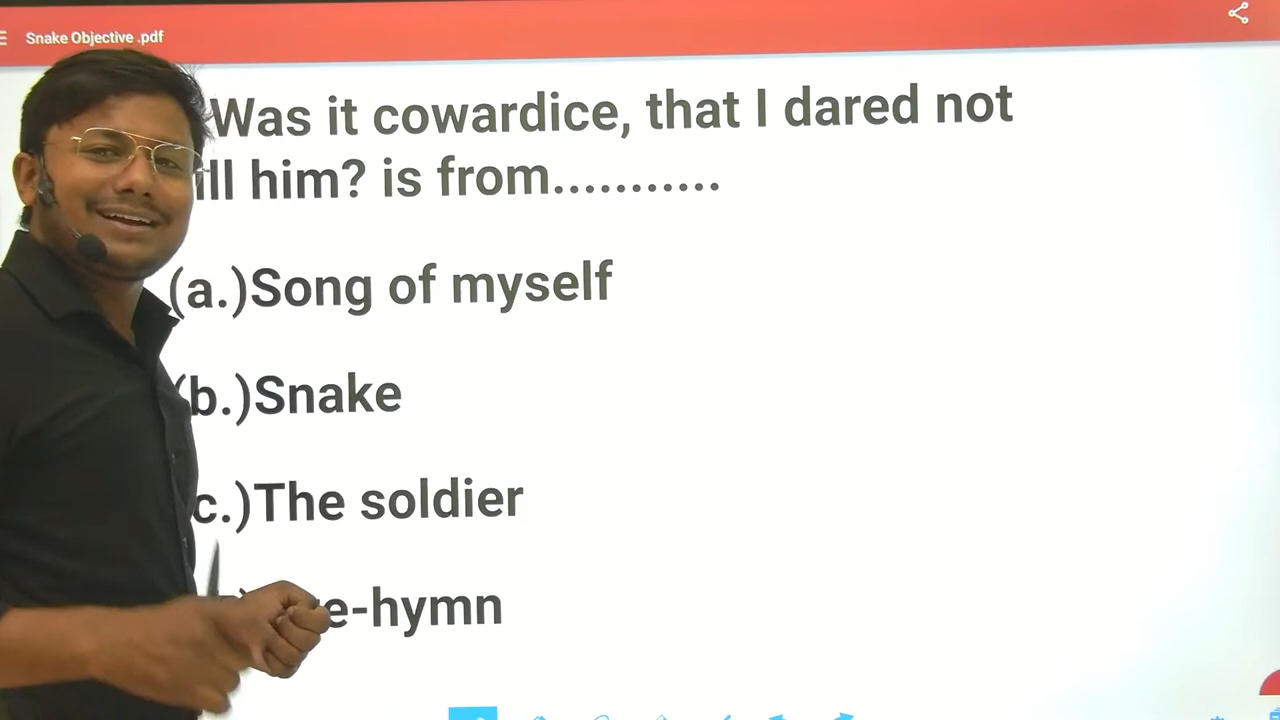 Snake Objective .pdf
Was it cowardice, that I dared not
him? is from...........
(a.)Song of myself
(b.)Snake
c.)The soldier